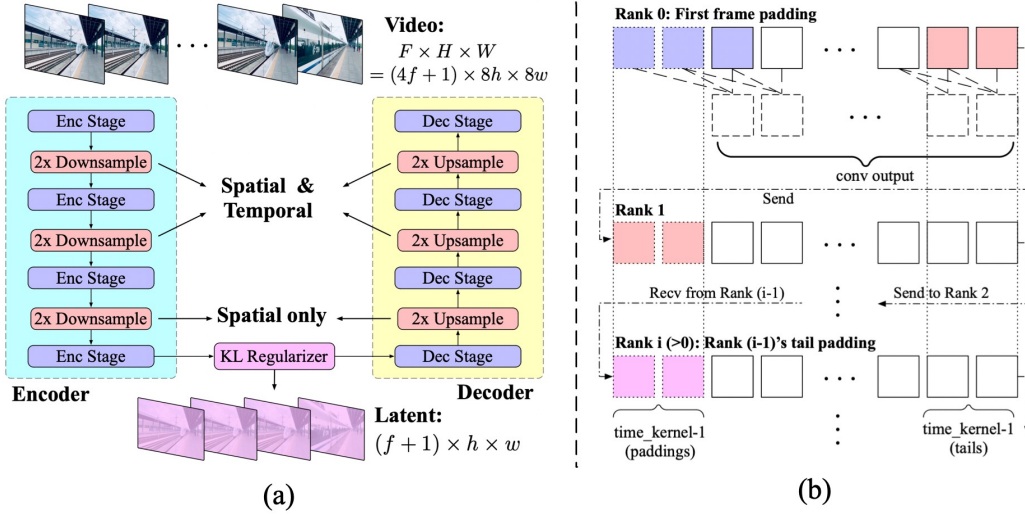 Video:
F × H × W
= (4f + 1) × 8h × 8w
Enc Stage
2x Downsample
Enc Stage
2x Downsample
Enc Stage
2x Downsample
Enc Stage
Encoder
Spatial &
Temporal
Spatial only
KL Regularizer
Dec Stage
2x Upsample
Dec Stage
2x Upsample
Dec Stage
2x Upsample
Dec Stage
Decoder
Latent:
(f + 1) × h × w
(a)
Rank 0: First frame padding
conv output
Send
Rank 1
Recv from Rank (i-1)
Send to Rank 2
Rank i (>0): Rank (i-1)'s tail padding
time_kernel-1
(paddings)
time_kernel-1
(tails)
(b)